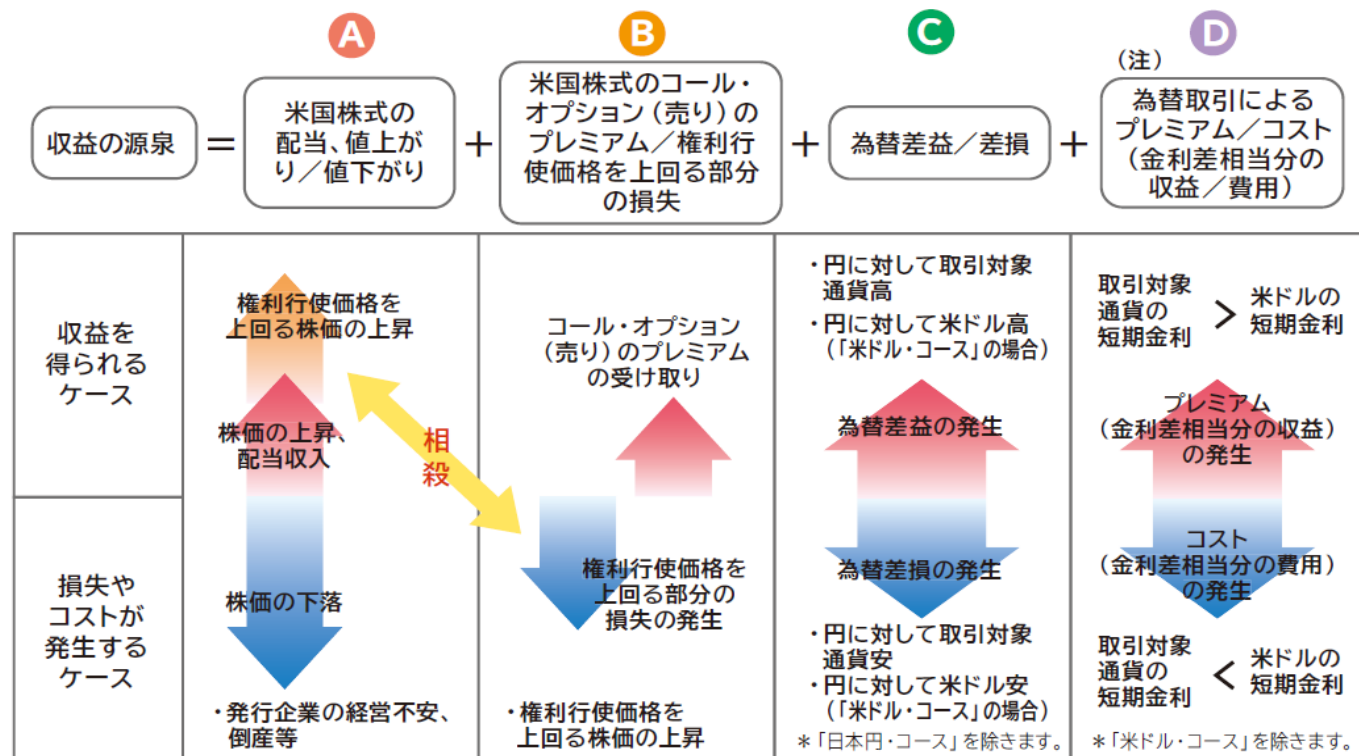 A
B
C
D
(注)
収益の源泉
=
米国株式の
配当、値上が
り／値下がり
+
米国株式のコール・
オプション（売り）の
プレミアム／権利行
使価格を上回る部分
の損失
+
為替差益／差損
+
為替取引による
プレミアム／コスト
（金利差相当分の
収益／費用）
収益を
得られる
ケース
権利行使価格を
上回る株価の上昇
株価の上昇、
配当収入
相
殺
コール・オプション
（売り）のプレミアム
の受け取り
・円に対して取引対象
通貨高
・円に対して米ドル高
（「米ドル・コース」の場合）
為替差益の発生
取引対象
通貨の
短期金利
>
米ドルの
短期金利
プレミアム
（金利差相当分の収益）
の発生
損失や
コストが
発生する
ケース
株価の下落
・発行企業の経営不安、
倒産等
権利行使価格を
上回る部分の
損失の発生
・権利行使価格を
上回る株価の上昇
為替差損の発生
・円に対して取引対象
通貨安
・円に対して米ドル安
（「米ドル・コース」の場合）
＊「日本円・コース」を除きます。
コスト
（金利差相当分の費用）
の発生
取引対象
通貨の
短期金利
<
米ドルの
短期金利
＊「米ドル・コース」を除きます。